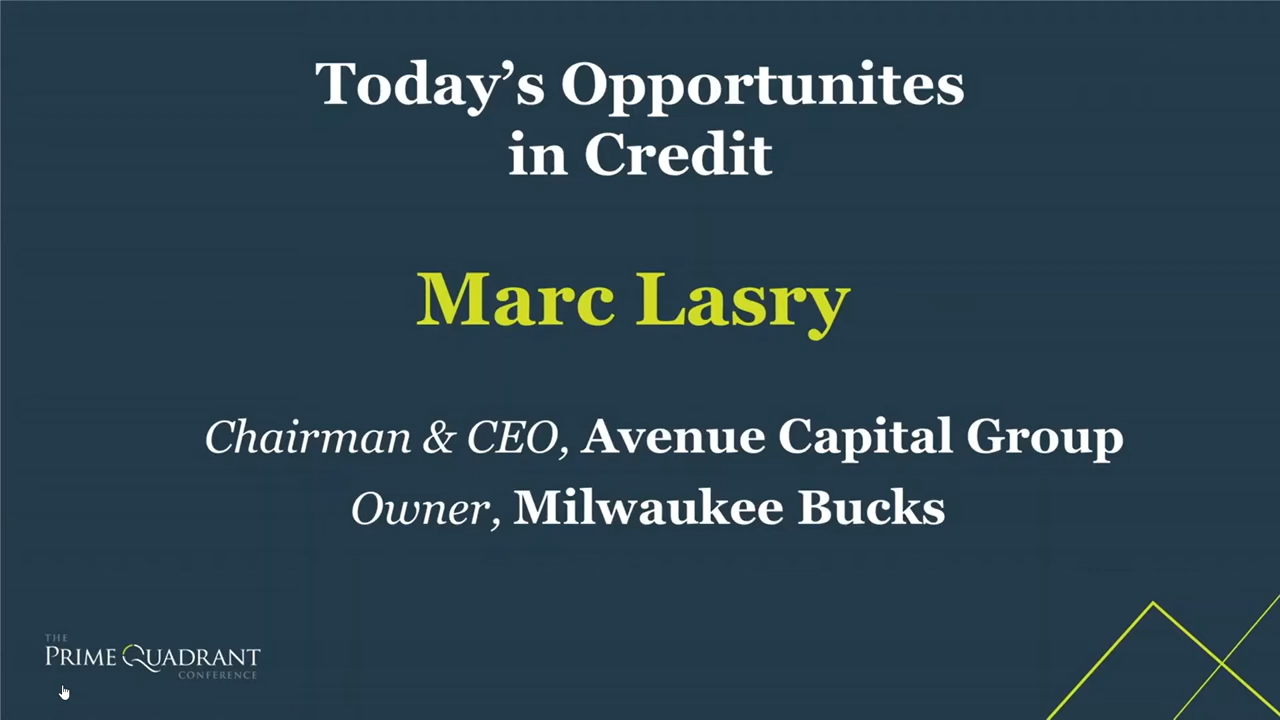 Today’s Opportunites
in Credit
Marc Lasry
Chairman & CEO, Avenue Capital Group
Owner, Milwaukee Bucks
THE
PRIME QUADRANT
CONFERENCE